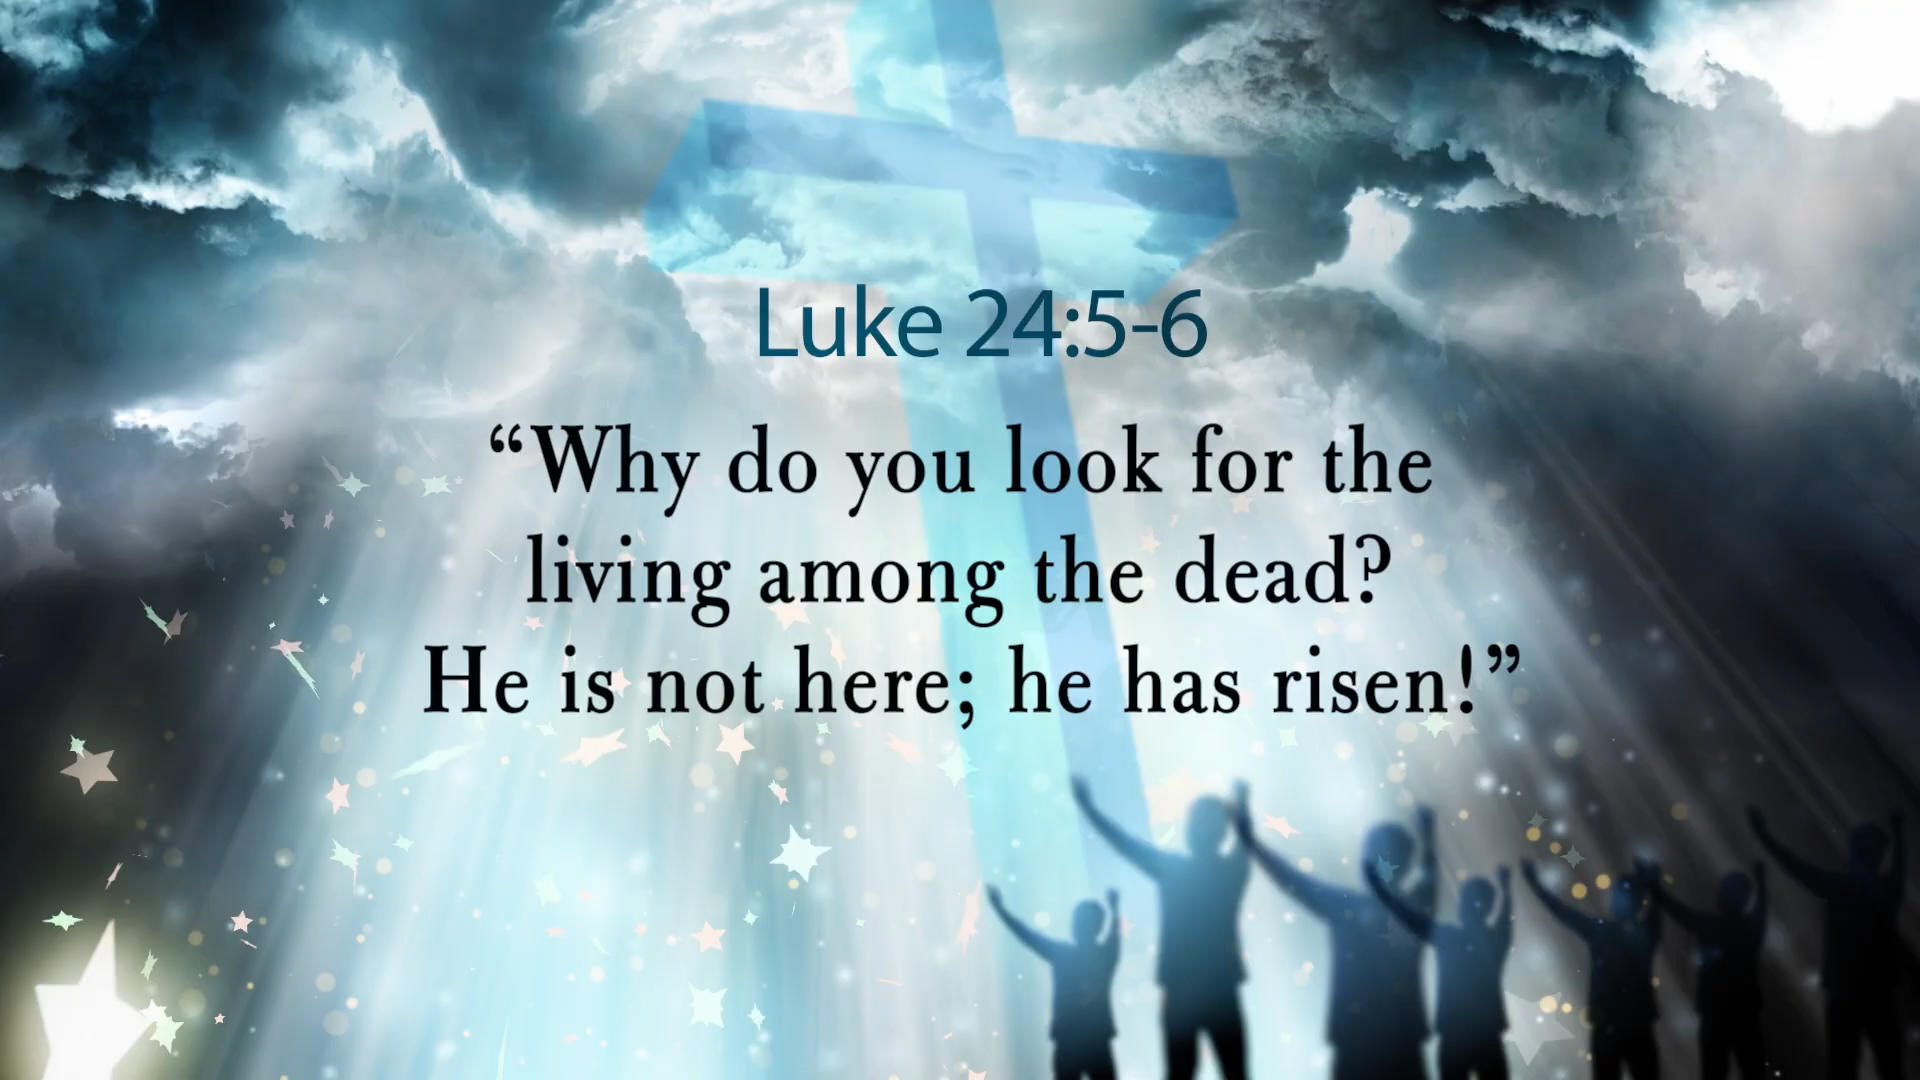 Luke 24:5-6
“Why do you look for the
living among the dead?
He is not here; he has risen!”